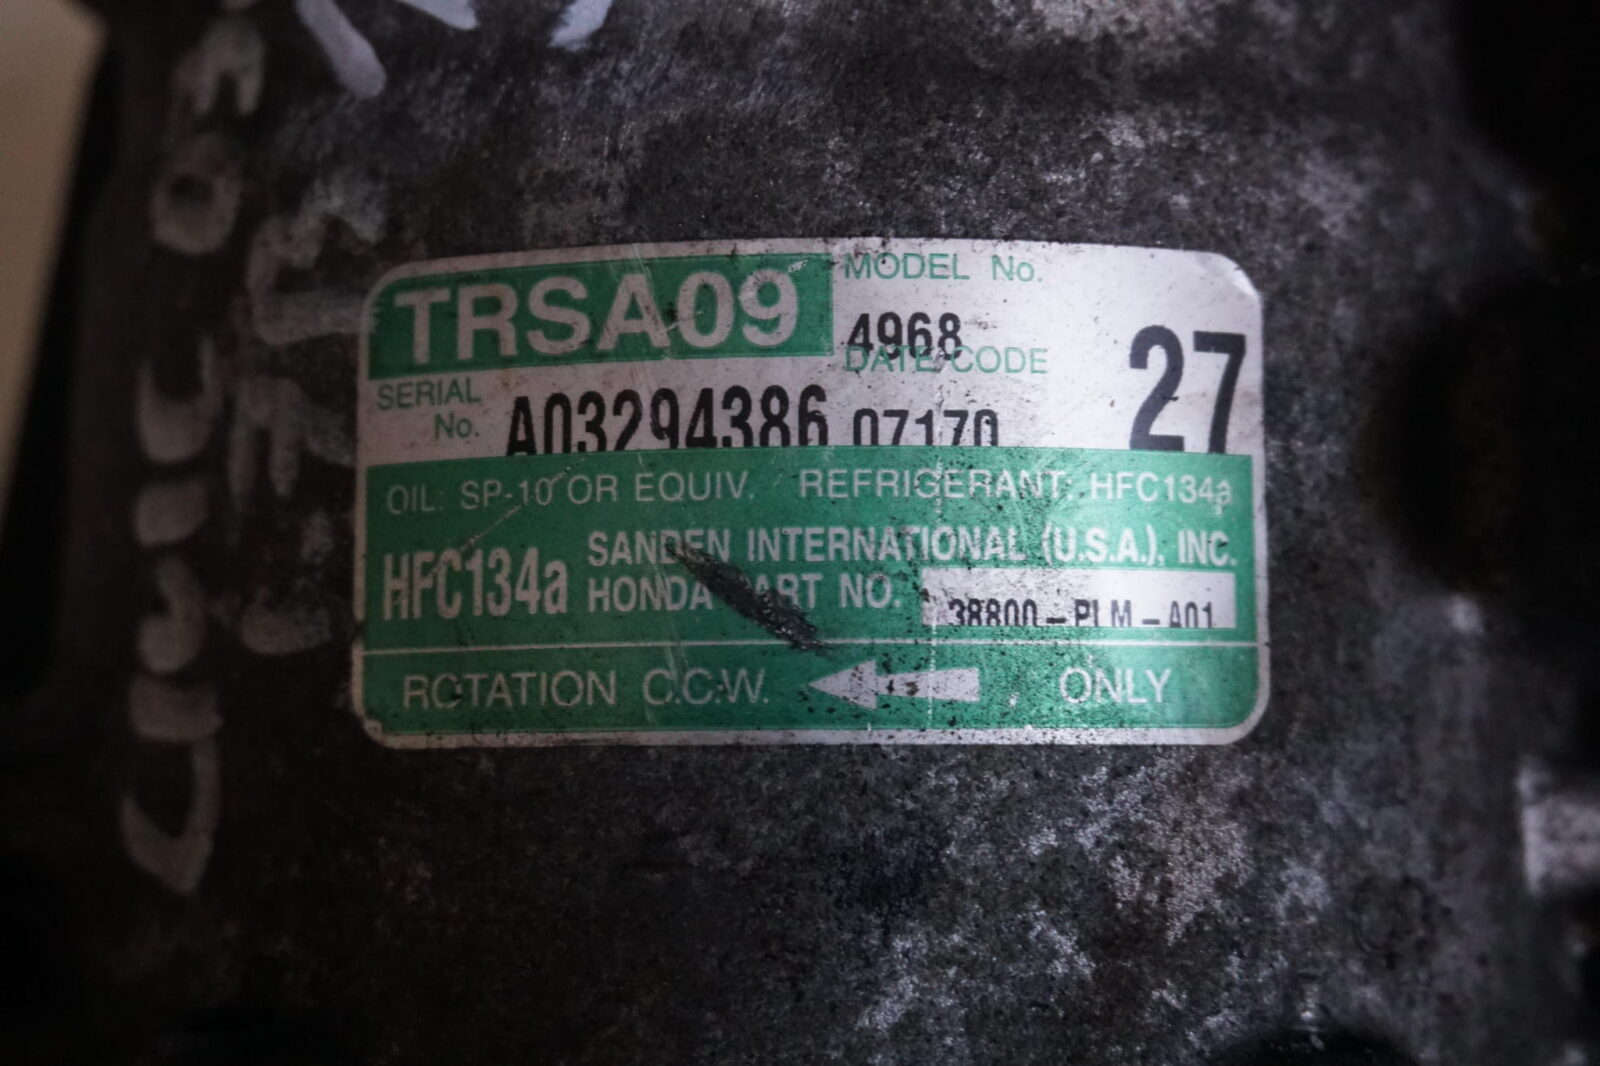 TRSA09
MODEL No.
4968
DATE CODE
27
SERIAL No.
A03294386
07170
OIL: SP-10 OR EQUIV. REFRIGERANT: HFC134a
HFC134a
SANDEN INTERNATIONAL (U.S.A.), INC.
HONDA PART NO. 38800-PLM-A01
ROTATION C.C.W. ONLY